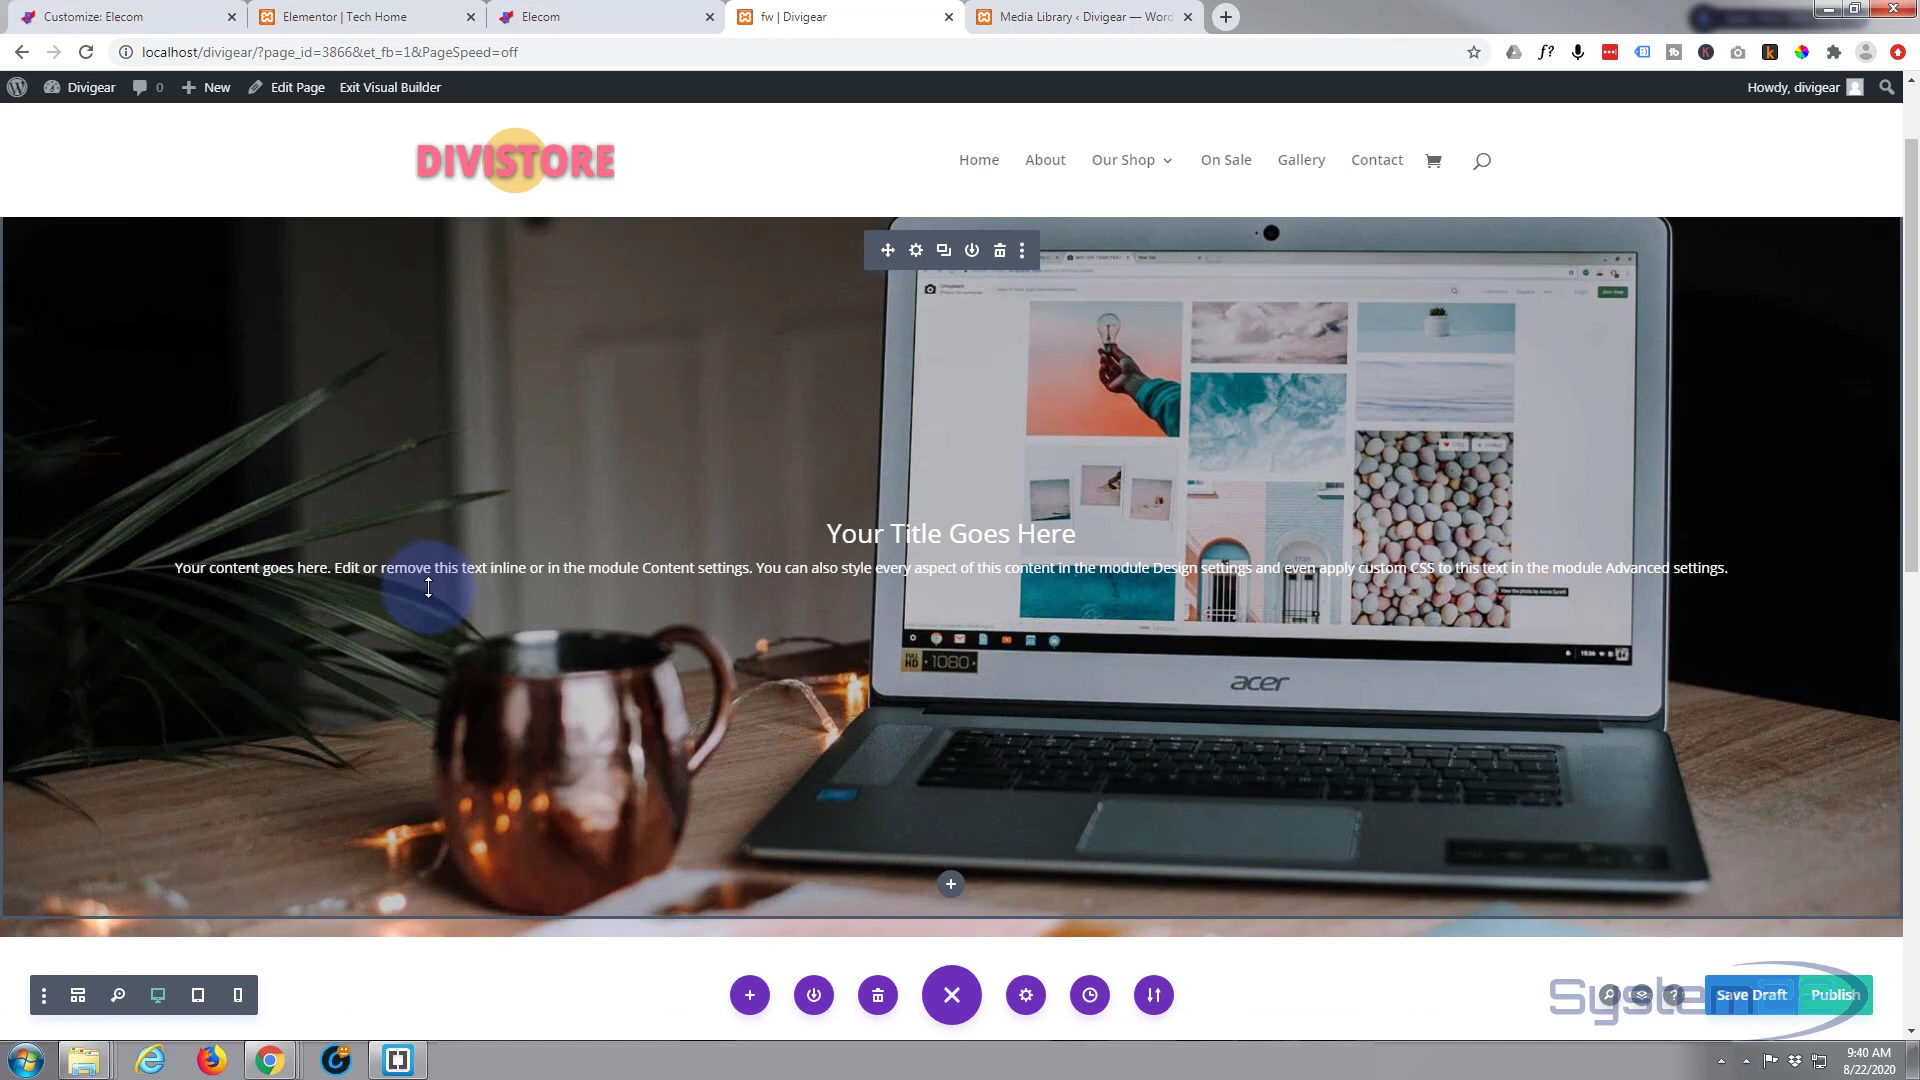 Customize: Elecom
Elementor | Tech Home
Elecom
fw | Divigear
Media Library ‹ Divigear — Word
localhost/divigear/?page_id=3866&et_fb=1&PageSpeed=off
Divigear
0
New
Edit Page
Exit Visual Builder
Howdy, divigear
DIVISTORE
Home
About
Our Shop
On Sale
Gallery
Contact
Your Title Goes Here
Your content goes here. Edit or remove this text inline or in the module Content settings. You can also style every aspect of this content in the module Design settings and even apply custom CSS to this text in the module Advanced settings.
FULL HD 1080
acer
System22
Save Draft
Publish
9:40 AM
8/22/2020